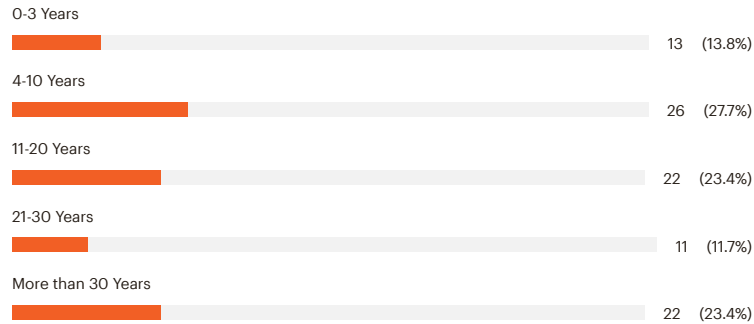 0-3 Years
13 (13.8%)
4-10 Years
26 (27.7%)
11-20 Years
22 (23.4%)
21-30 Years
11 (11.7%)
More than 30 Years
22 (23.4%)